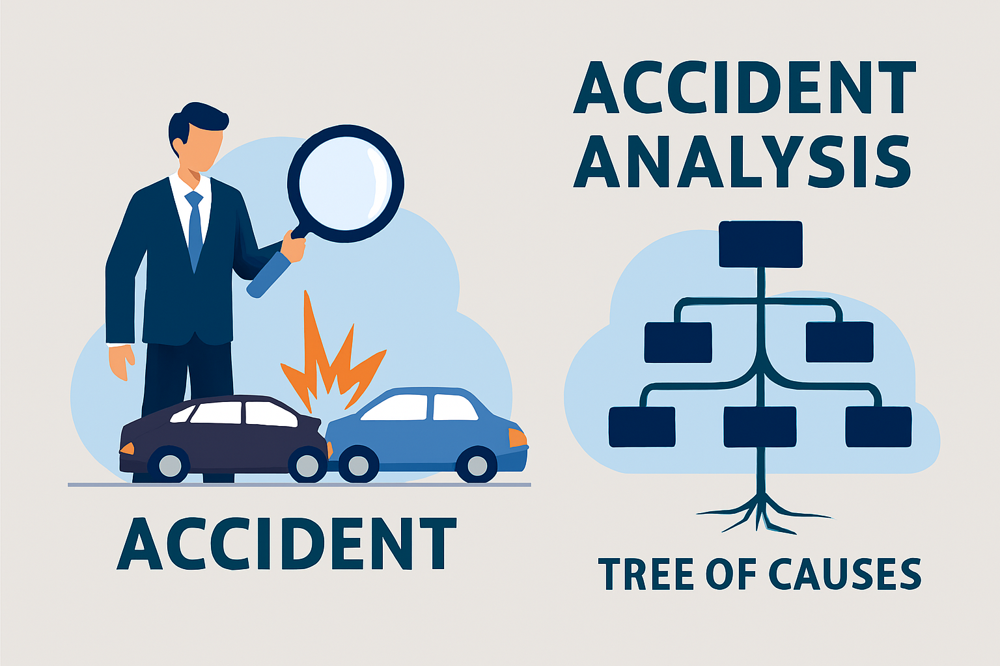 ACCIDENT
ANALYSIS
ACCIDENT
TREE OF CAUSES